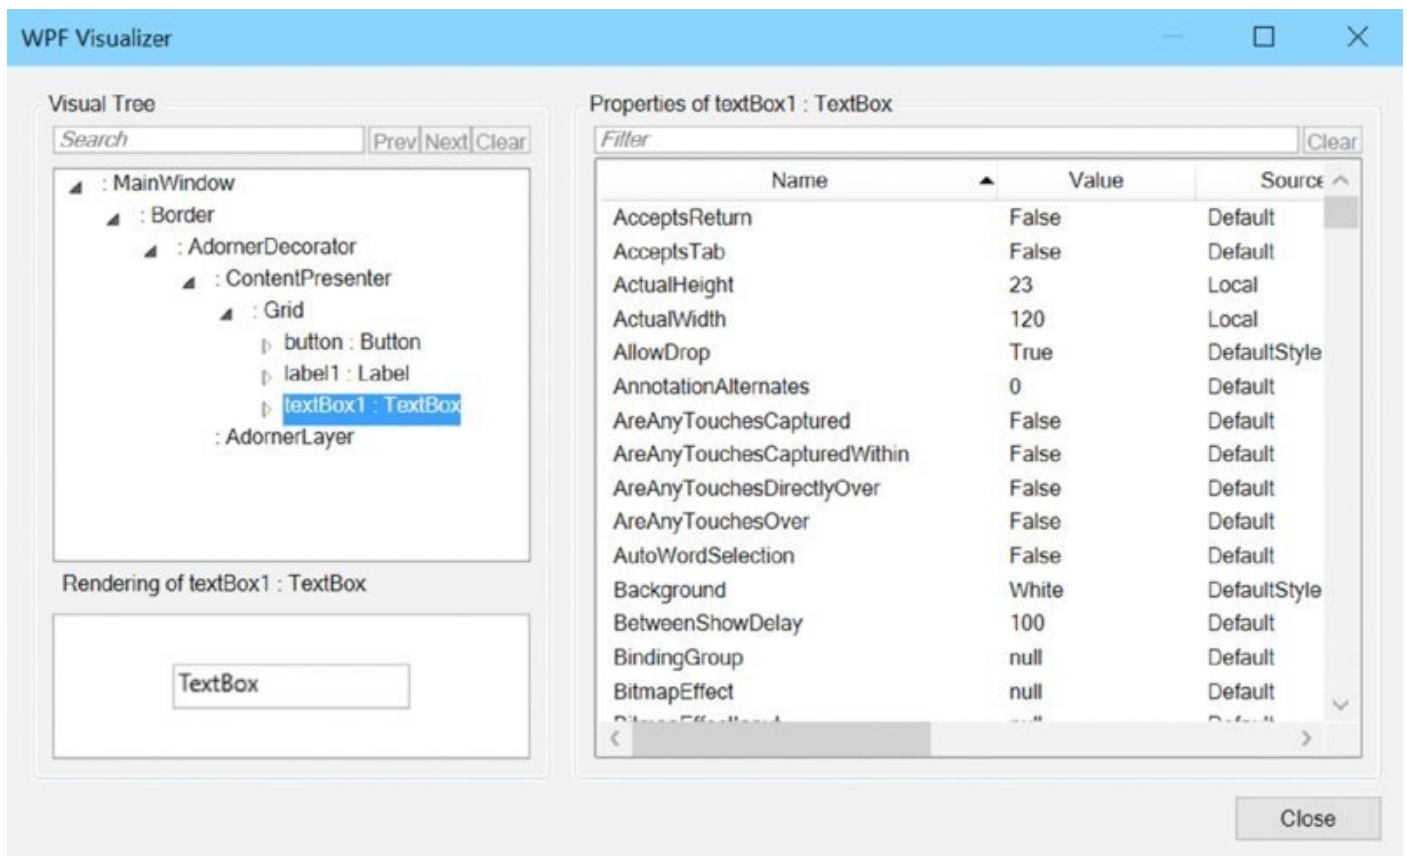 WPF Visualizer
Visual Tree
Search Prev Next Clear
: MainWindow
: Border
: AdornerDecorator
: ContentPresenter
: Grid
button : Button
label1 : Label
textBox1 : TextBox
: AdornerLayer
Rendering of textBox1 : TextBox
TextBox
Properties of textBox1 : TextBox
Filter Clear
Name Value Source
AcceptsReturn False Default
AcceptsTab False Default
ActualHeight 23 Local
ActualWidth 120 Local
AllowDrop True DefaultStyle
AnnotationAlternates 0 Default
AreAnyTouchesCaptured False Default
AreAnyTouchesCapturedWithin False Default
AreAnyTouchesDirectlyOver False Default
AreAnyTouchesOver False Default
AutoWordSelection False Default
Background White DefaultStyle
BetweenShowDelay 100 Default
BindingGroup null Default
BitmapEffect null Default
Close